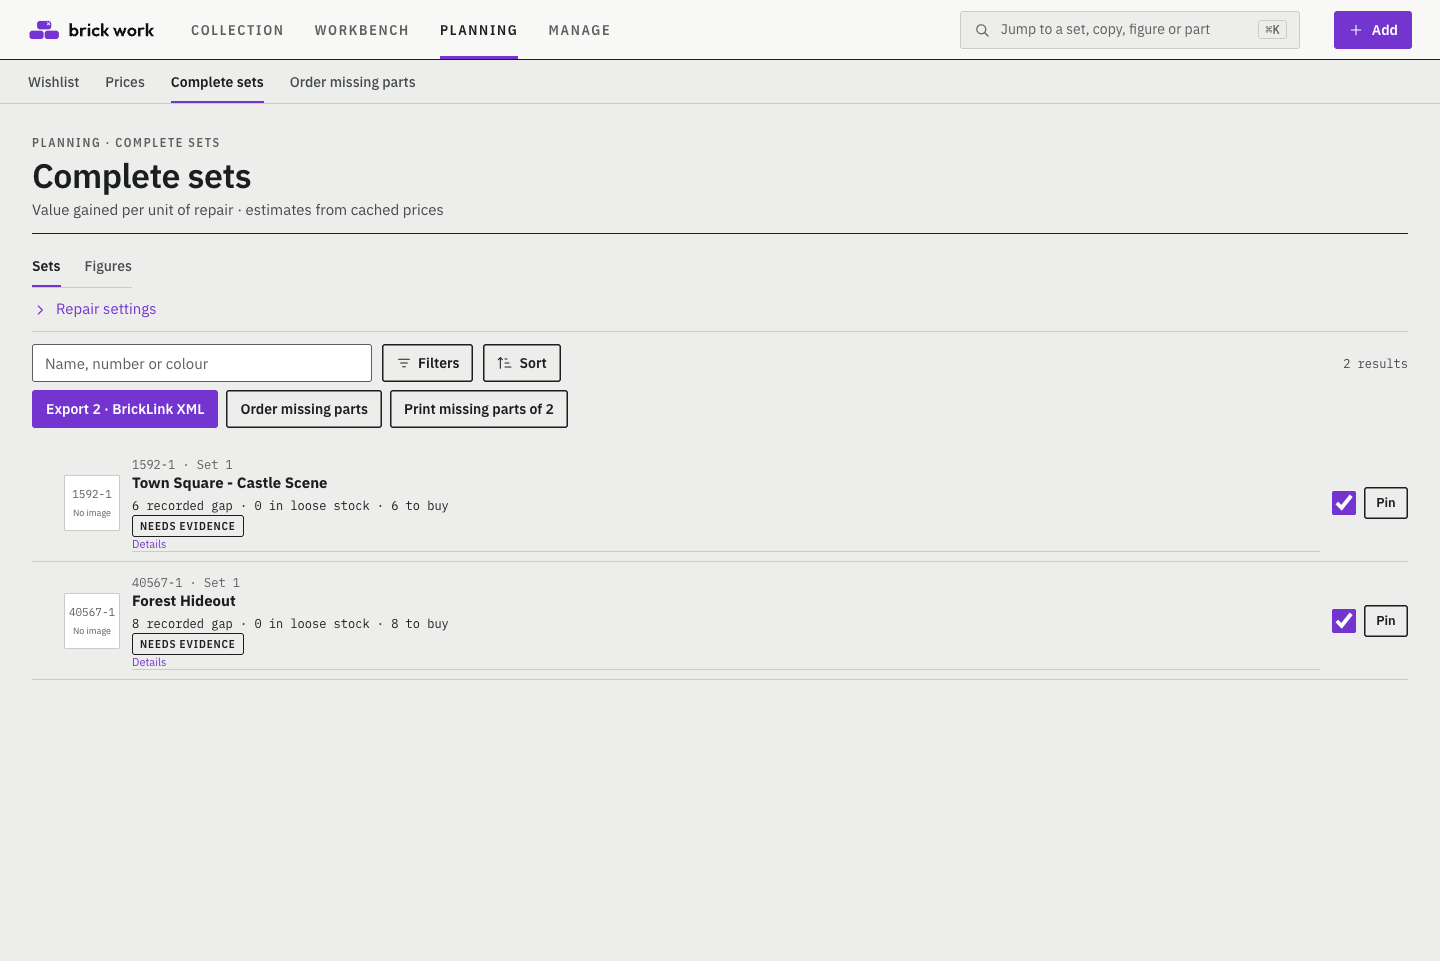 brick work
COLLECTION
WORKBENCH
PLANNING
MANAGE
Jump to a set, copy, figure or part
⌘K
Add
Wishlist
Prices
Complete sets
Order missing parts
PLANNING · COMPLETE SETS
Complete sets
Value gained per unit of repair · estimates from cached prices
Sets
Figures
Repair settings
Name, number or colour
Filters
Sort
2 results
Export 2 · BrickLink XML
Order missing parts
Print missing parts of 2
1592-1
No image
1592-1 · Set 1
Town Square - Castle Scene
6 recorded gap · 0 in loose stock · 6 to buy
NEEDS EVIDENCE
Details
Pin
40567-1
No image
40567-1 · Set 1
Forest Hideout
8 recorded gap · 0 in loose stock · 8 to buy
NEEDS EVIDENCE
Details
Pin